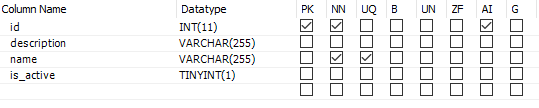 Column Name Datatype PK NN UQ B UN ZF AI G
id INT(11)
description VARCHAR(255)
name VARCHAR(255)
is_active TINYINT(1)